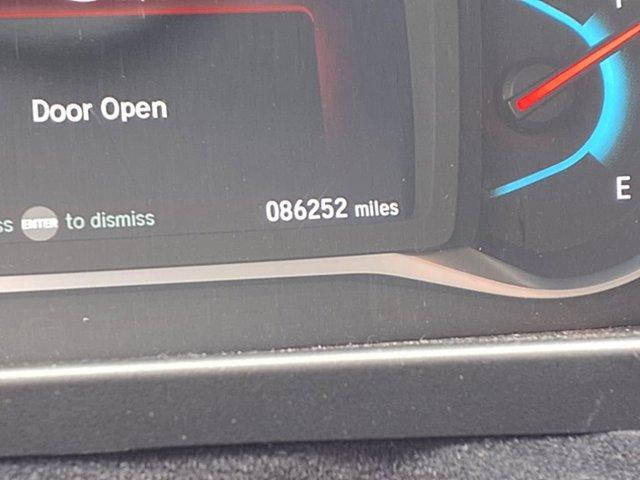 Door Open
ss ENTER to dismiss
086252 miles
E